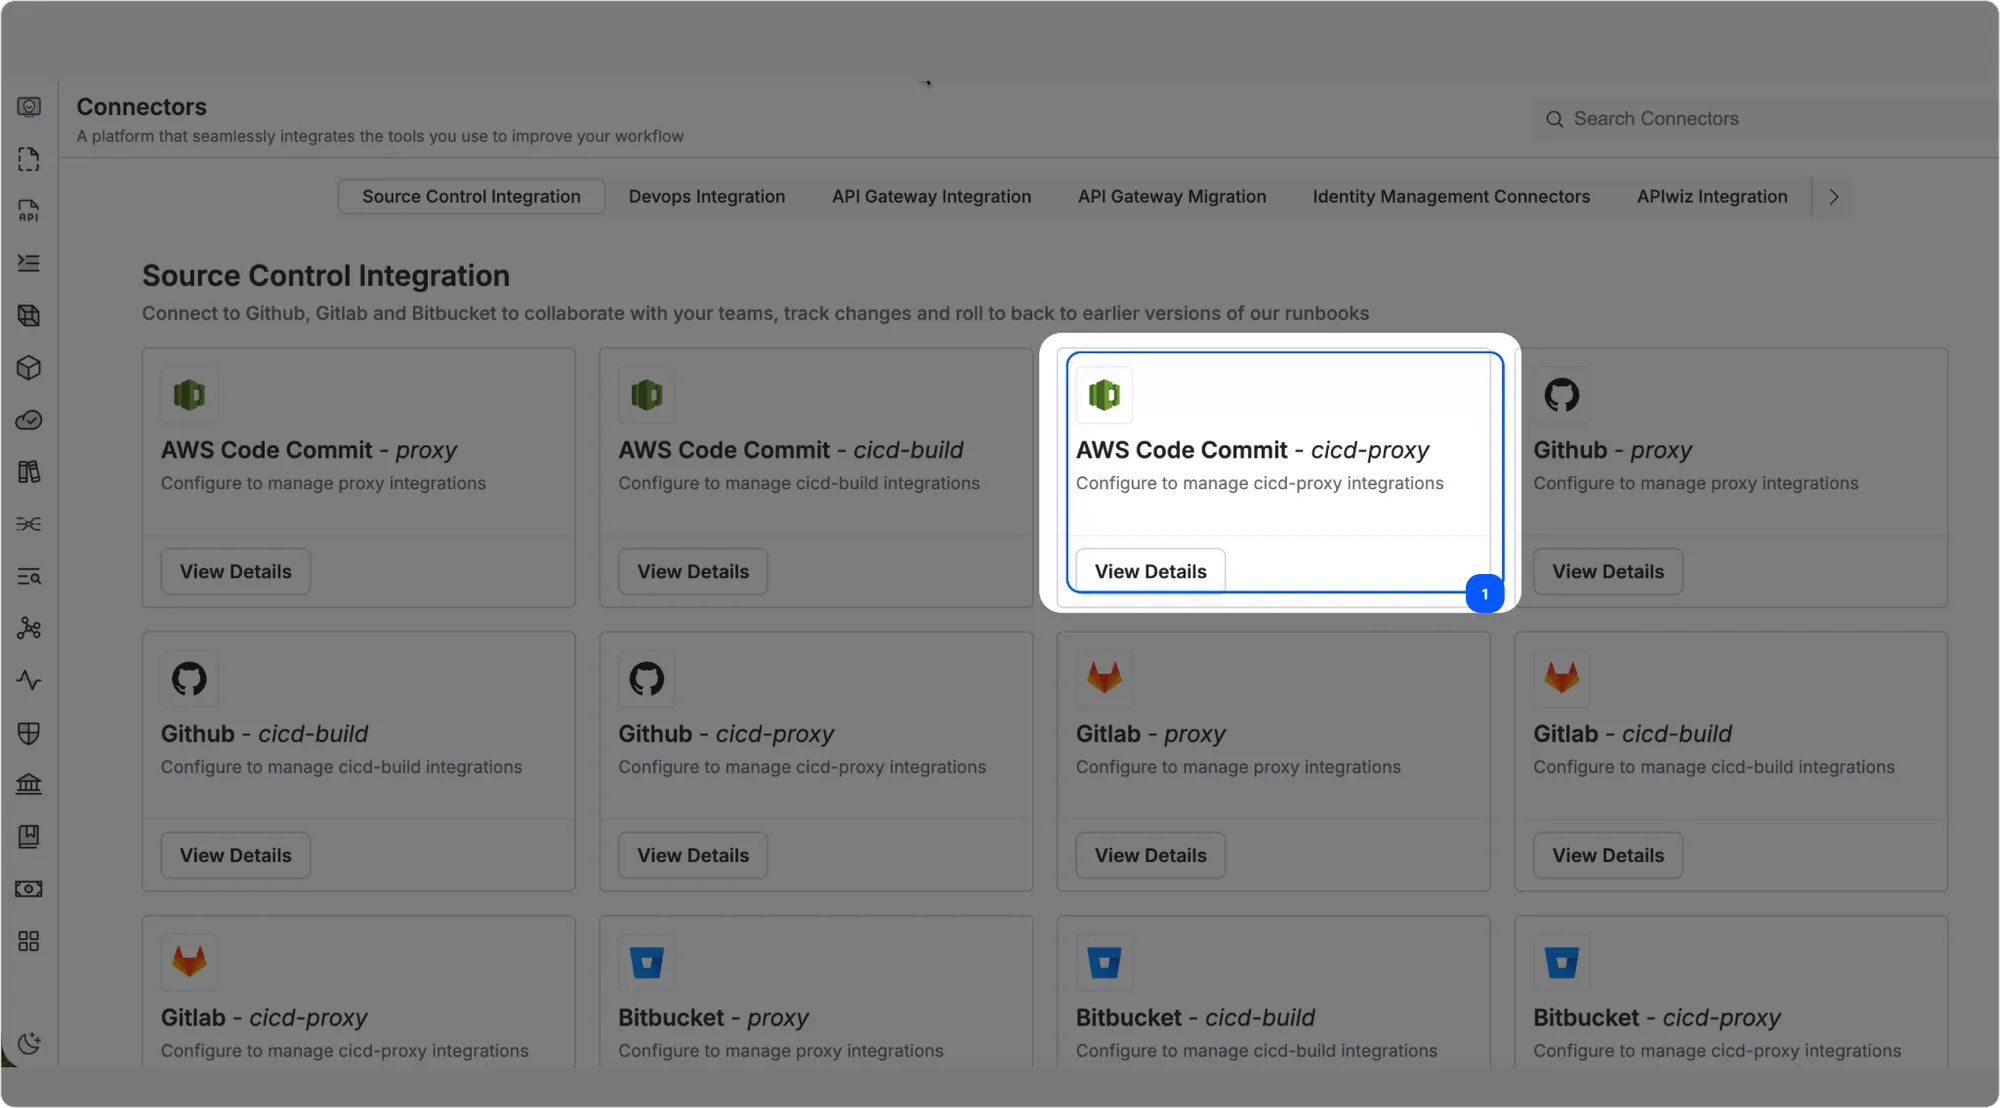 Connectors
A platform that seamlessly integrates the tools you use to improve your workflow
Search Connectors
API
Source Control Integration
Devops Integration
API Gateway Integration
API Gateway Migration
Identity Management Connectors
APIwiz Integration
Source Control Integration
Connect to Github, Gitlab and Bitbucket to collaborate with your teams, track changes and roll to back to earlier versions of our runbooks
AWS Code Commit - proxy
Configure to manage proxy integrations
View Details
AWS Code Commit - cicd-build
Configure to manage cicd-build integrations
View Details
AWS Code Commit - cicd-proxy
Configure to manage cicd-proxy integrations
View Details
1
Github - proxy
Configure to manage proxy integrations
View Details
Github - cicd-build
Configure to manage cicd-build integrations
View Details
Github - cicd-proxy
Configure to manage cicd-proxy integrations
View Details
Gitlab - proxy
Configure to manage proxy integrations
View Details
Gitlab - cicd-build
Configure to manage cicd-build integrations
View Details
Gitlab - cicd-proxy
Configure to manage cicd-proxy integrations
Bitbucket - proxy
Configure to manage proxy integrations
Bitbucket - cicd-build
Configure to manage cicd-build integrations
Bitbucket - cicd-proxy
Configure to manage cicd-proxy integrations